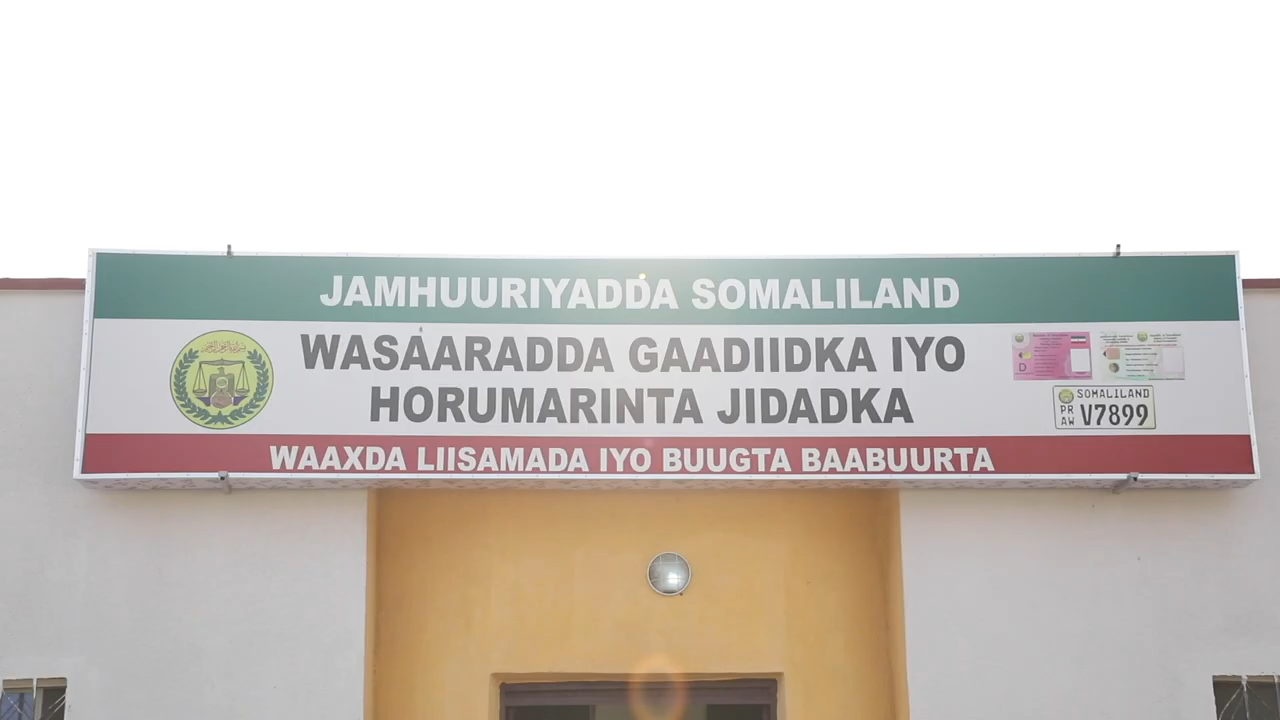 JAMHUURIYADDA SOMALILAND
WASAARADDA GAADIIDKA IYO
HORUMARINTA JIDADKA
SOMALILAND
PR
AW
V7899
D
WAAXDA LIISAMADA IYO BUUGTA BAABUURTA